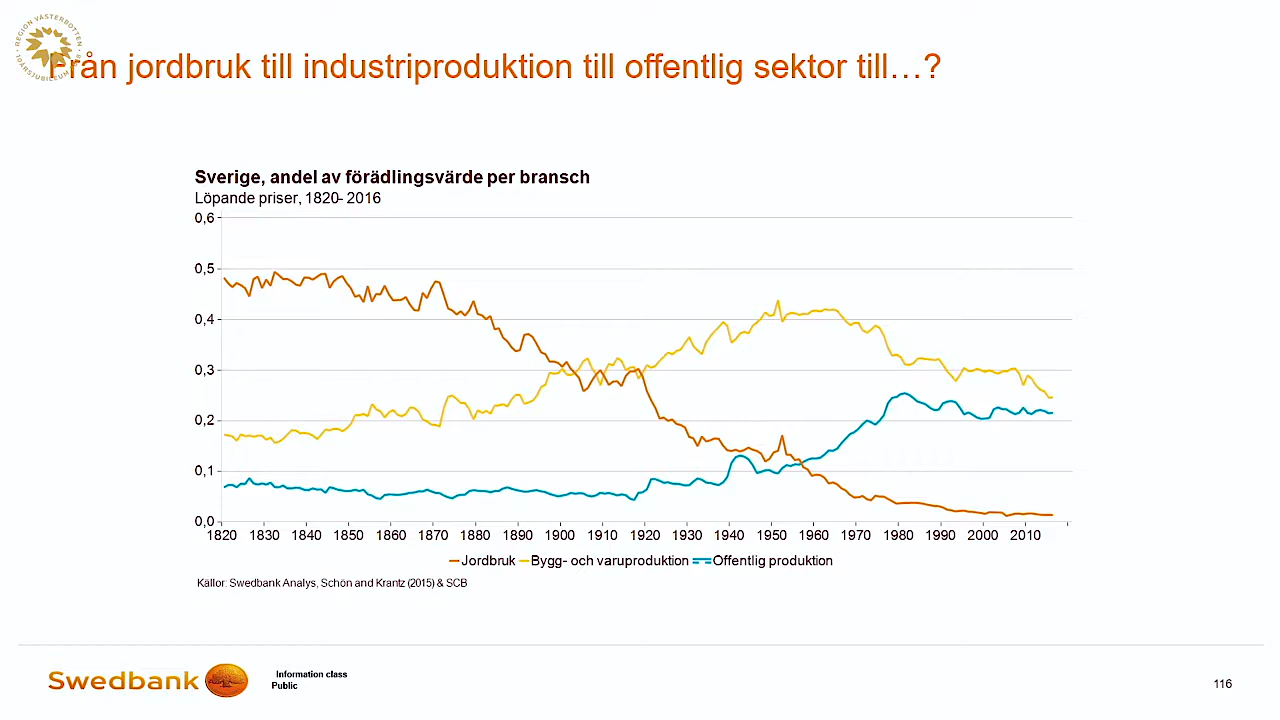 REGION VÄSTERBOTTEN
10ÅRSJUBILEUM
Från jordbruk till industriproduktion till offentlig sektor till…?
Sverige, andel av förädlingsvärde per bransch
Löpande priser, 1820- 2016
0,6
0,5
0,4
0,3
0,2
0,1
0,0
1820 1830 1840 1850 1860 1870 1880 1890 1900 1910 1920 1930 1940 1950 1960 1970 1980 1990 2000 2010
Jordbruk Bygg- och varuproduktion Offentlig produktion
Källor: Swedbank Analys, Schön and Krantz (2015) & SCB
Swedbank
Information class
Public
116